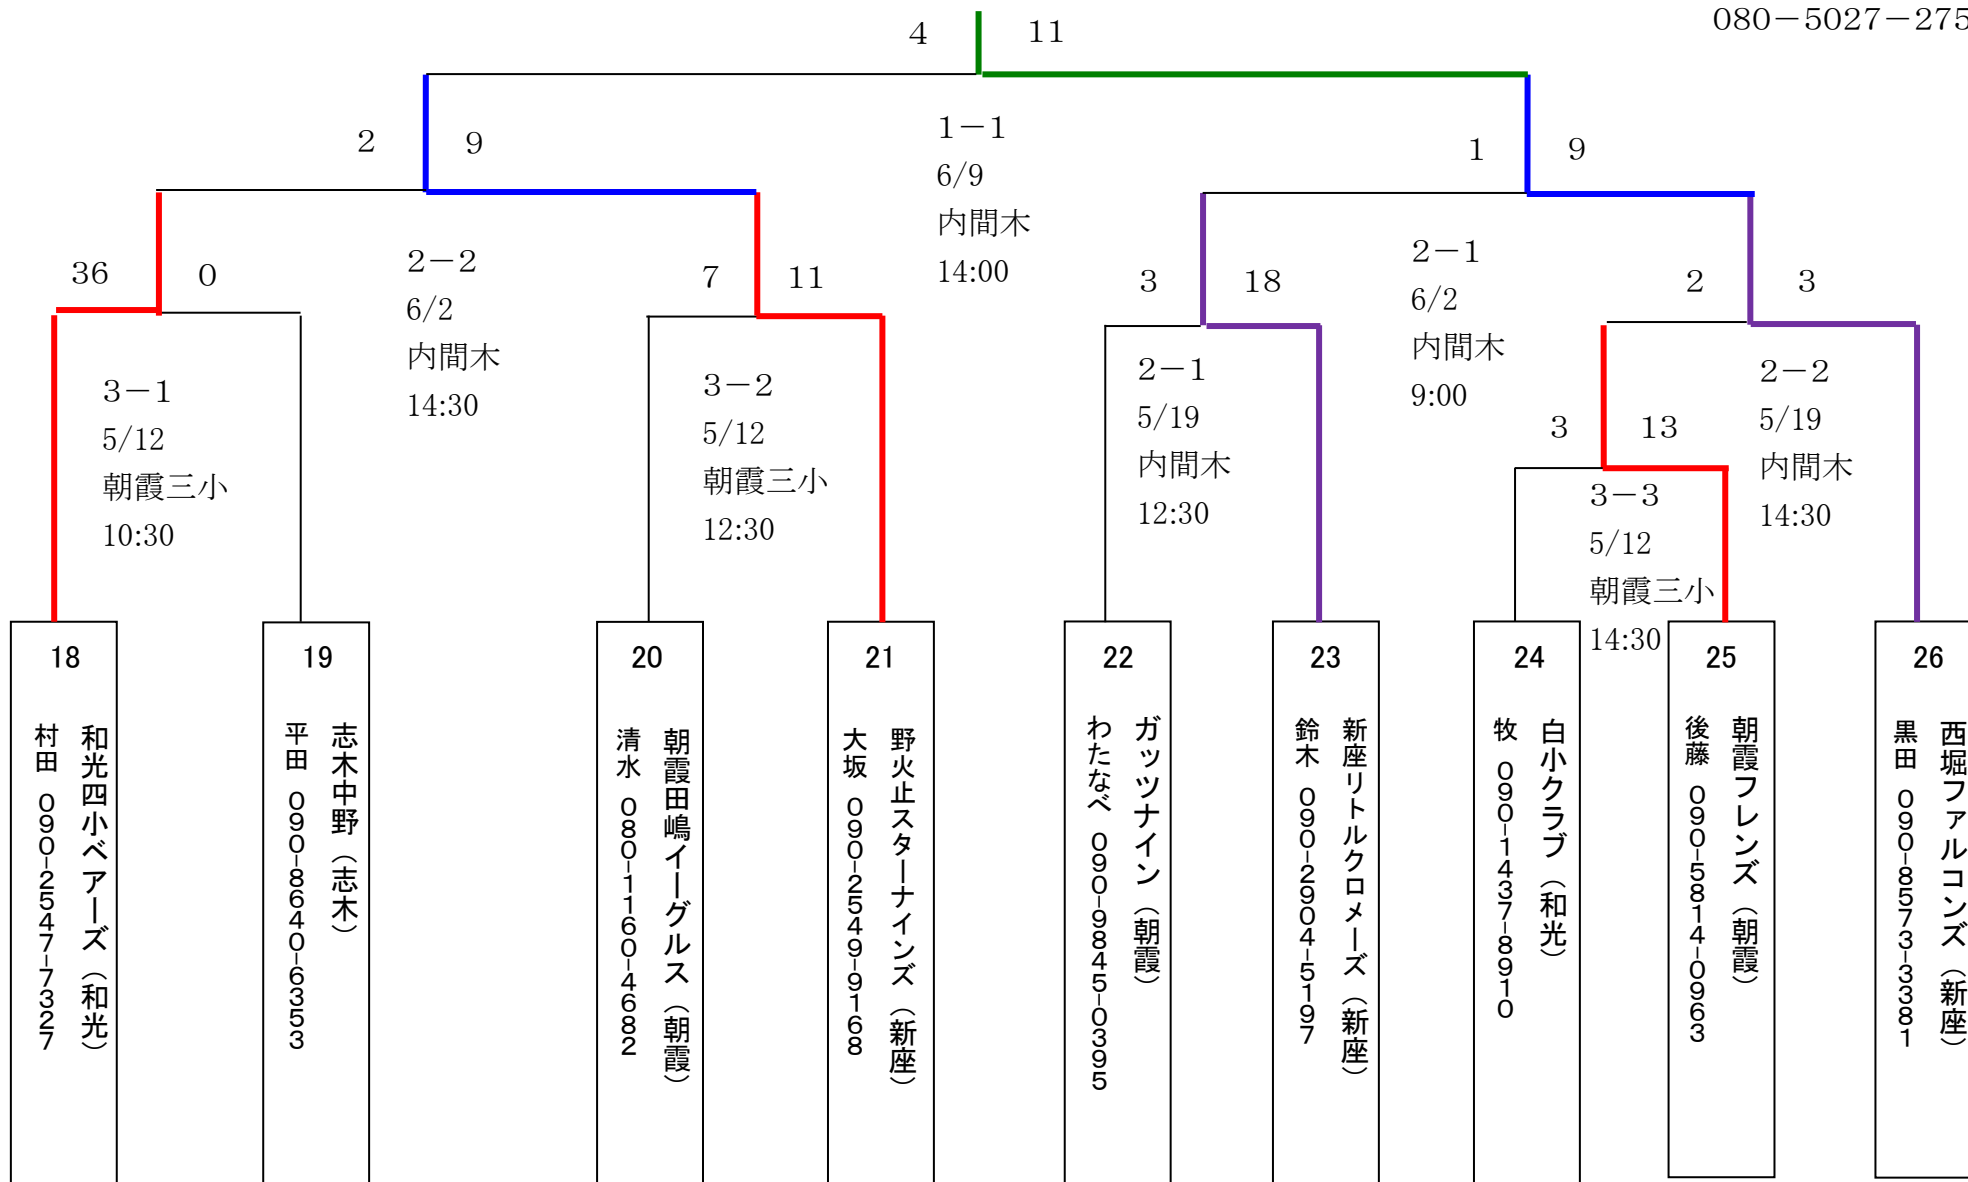 080−5027−275
4 11
2 9
1−1
6/9
内間木
14:00
1 9
36 0
2−2
6/2
内間木
14:30
7 11
3 18
2−1
6/2
内間木
9:00
2 3
3−1
5/12
朝霞三小
10:30
3−2
5/12
朝霞三小
12:30
2−1
5/19
内間木
12:30
3 13
2−2
5/19
内間木
14:30
3−3
5/12
朝霞三小
14:30
18
和光四小ベアーズ（和光）
村田 090-2547-7327
19
志木中野（志木）
平田 090-8640-6353
20
朝霞田嶋イーグルス（朝霞）
清水 080-1160-4682
21
野火止スターナインズ（新座）
大坂 090-2549-9168
22
ガッツナイン（朝霞）
わたなべ 090-9845-0395
23
新座リトルクロメーズ（新座）
鈴木 090-2904-5197
24
白小クラブ（和光）
牧 090-1437-8910
25
朝霞フレンズ（朝霞）
後藤 090-5814-0963
26
西堀ファルコンズ（新座）
黒田 090-8573-3381